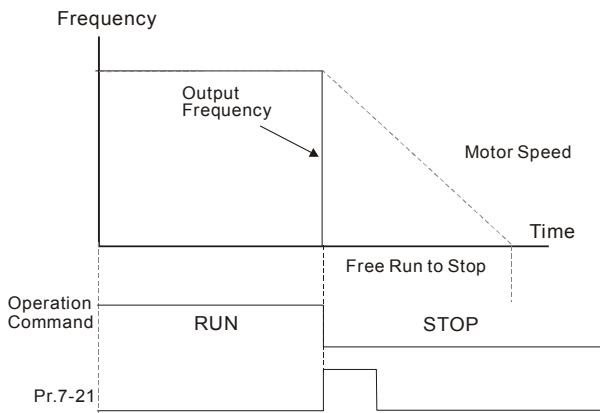 Frequency
Output
Frequency
Motor Speed
Time
Free Run to Stop
Operation
Command
RUN
STOP
Pr.7-21